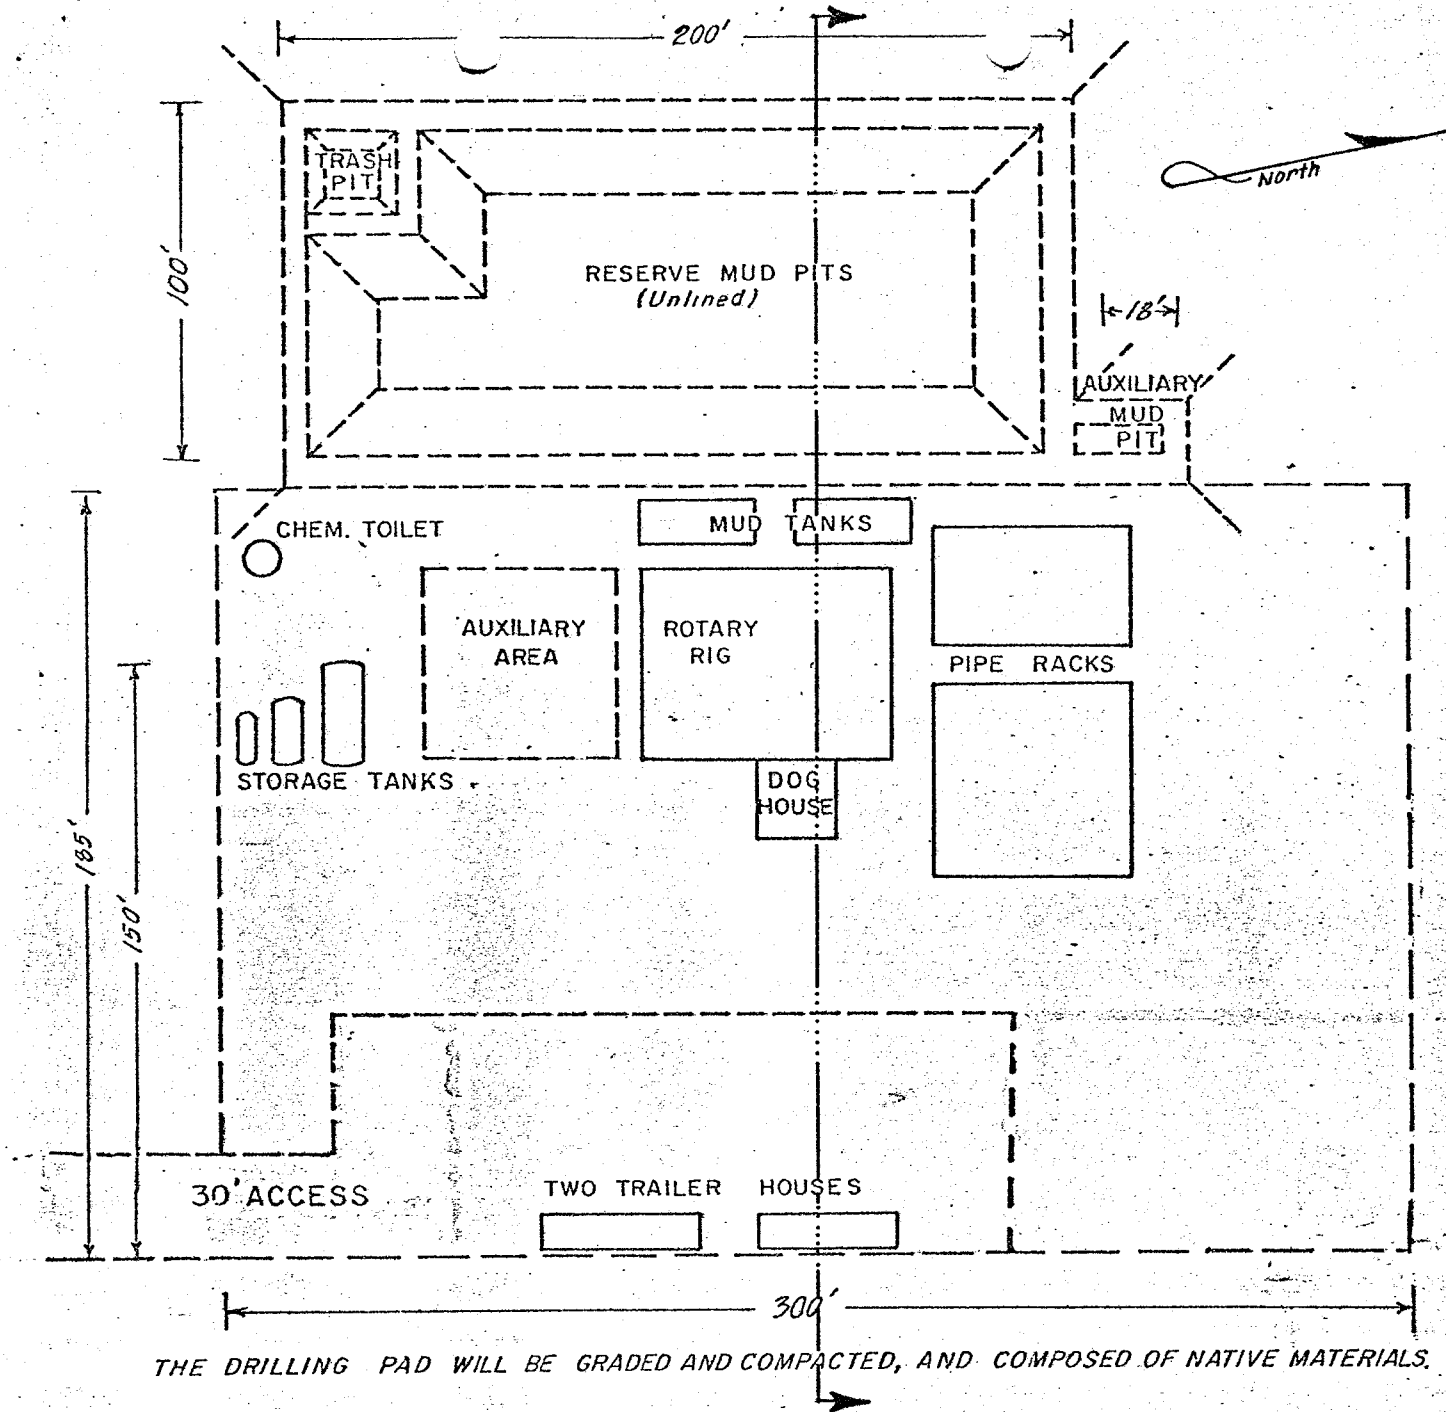 200'
TRASH
PIT
North
100'
RESERVE MUD PITS
(Unlined)
18'
AUXILIARY
MUD
PIT
CHEM. TOILET
MUD TANKS
AUXILIARY
AREA
ROTARY
RIG
PIPE RACKS
STORAGE TANKS
DOG
HOUSE
185'
150'
30' ACCESS
TWO TRAILER HOUSES
300'
THE DRILLING PAD WILL BE GRADED AND COMPACTED, AND COMPOSED OF NATIVE MATERIALS.